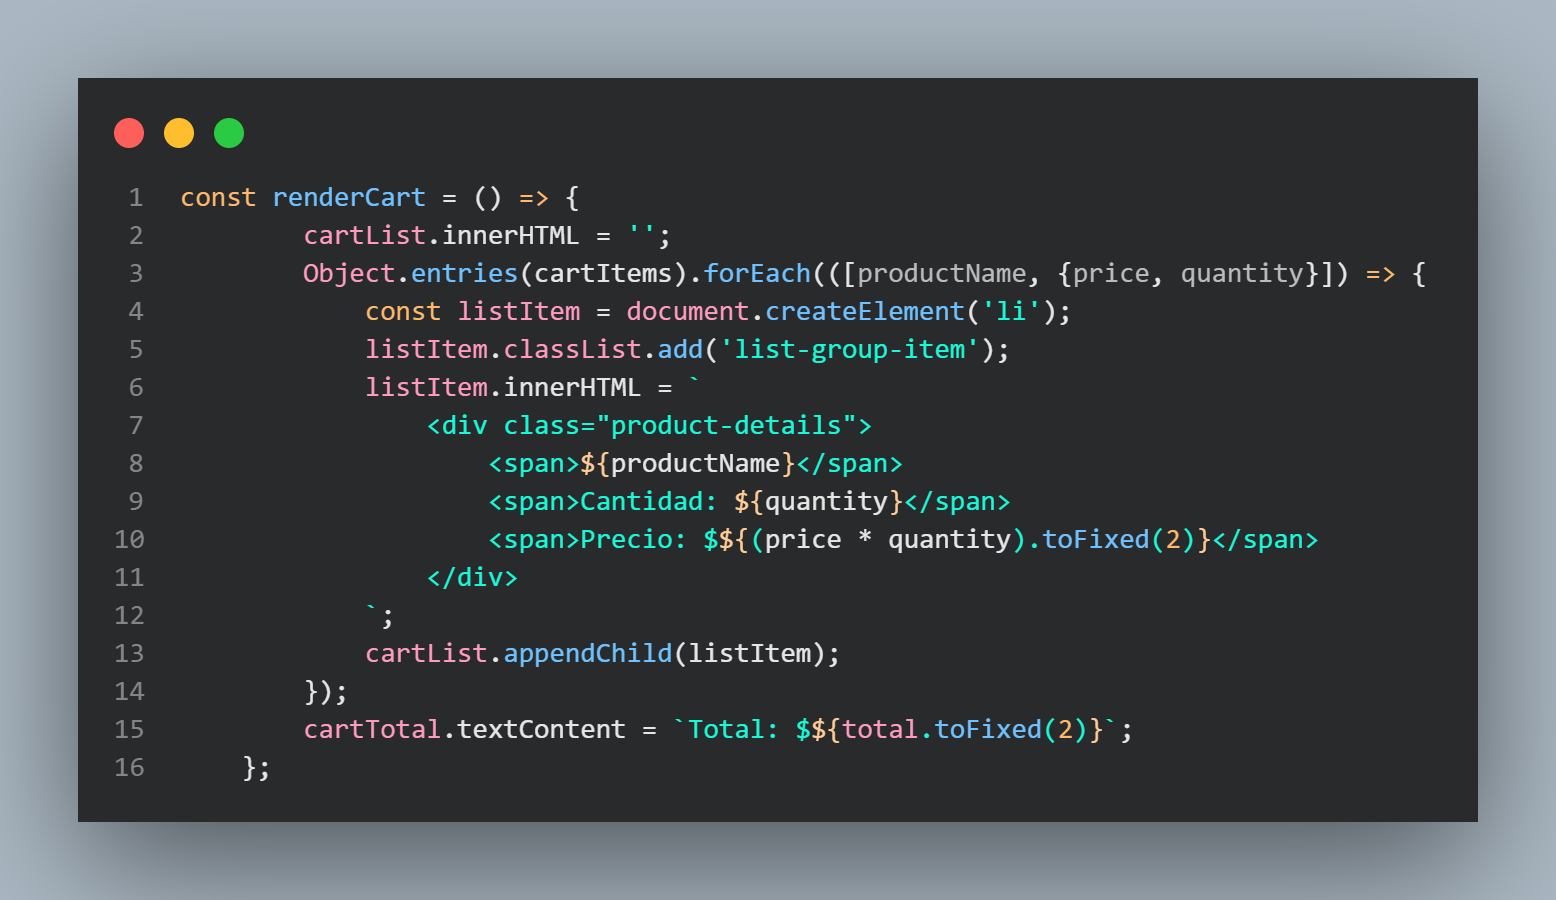 1 const renderCart = () => {
2         cartList.innerHTML = '';
3         Object.entries(cartItems).forEach(([productName, {price, quantity}]) => {
4             const listItem = document.createElement('li');
5             listItem.classList.add('list-group-item');
6             listItem.innerHTML = `
7                 <div class="product-details">
8                     <span>${productName}</span>
9                     <span>Cantidad: ${quantity}</span>
10                     <span>Precio: $${(price * quantity).toFixed(2)}</span>
11                 </div>
12             `;
13             cartList.appendChild(listItem);
14         });
15         cartTotal.textContent = `Total: $${total.toFixed(2)}`;
16     };